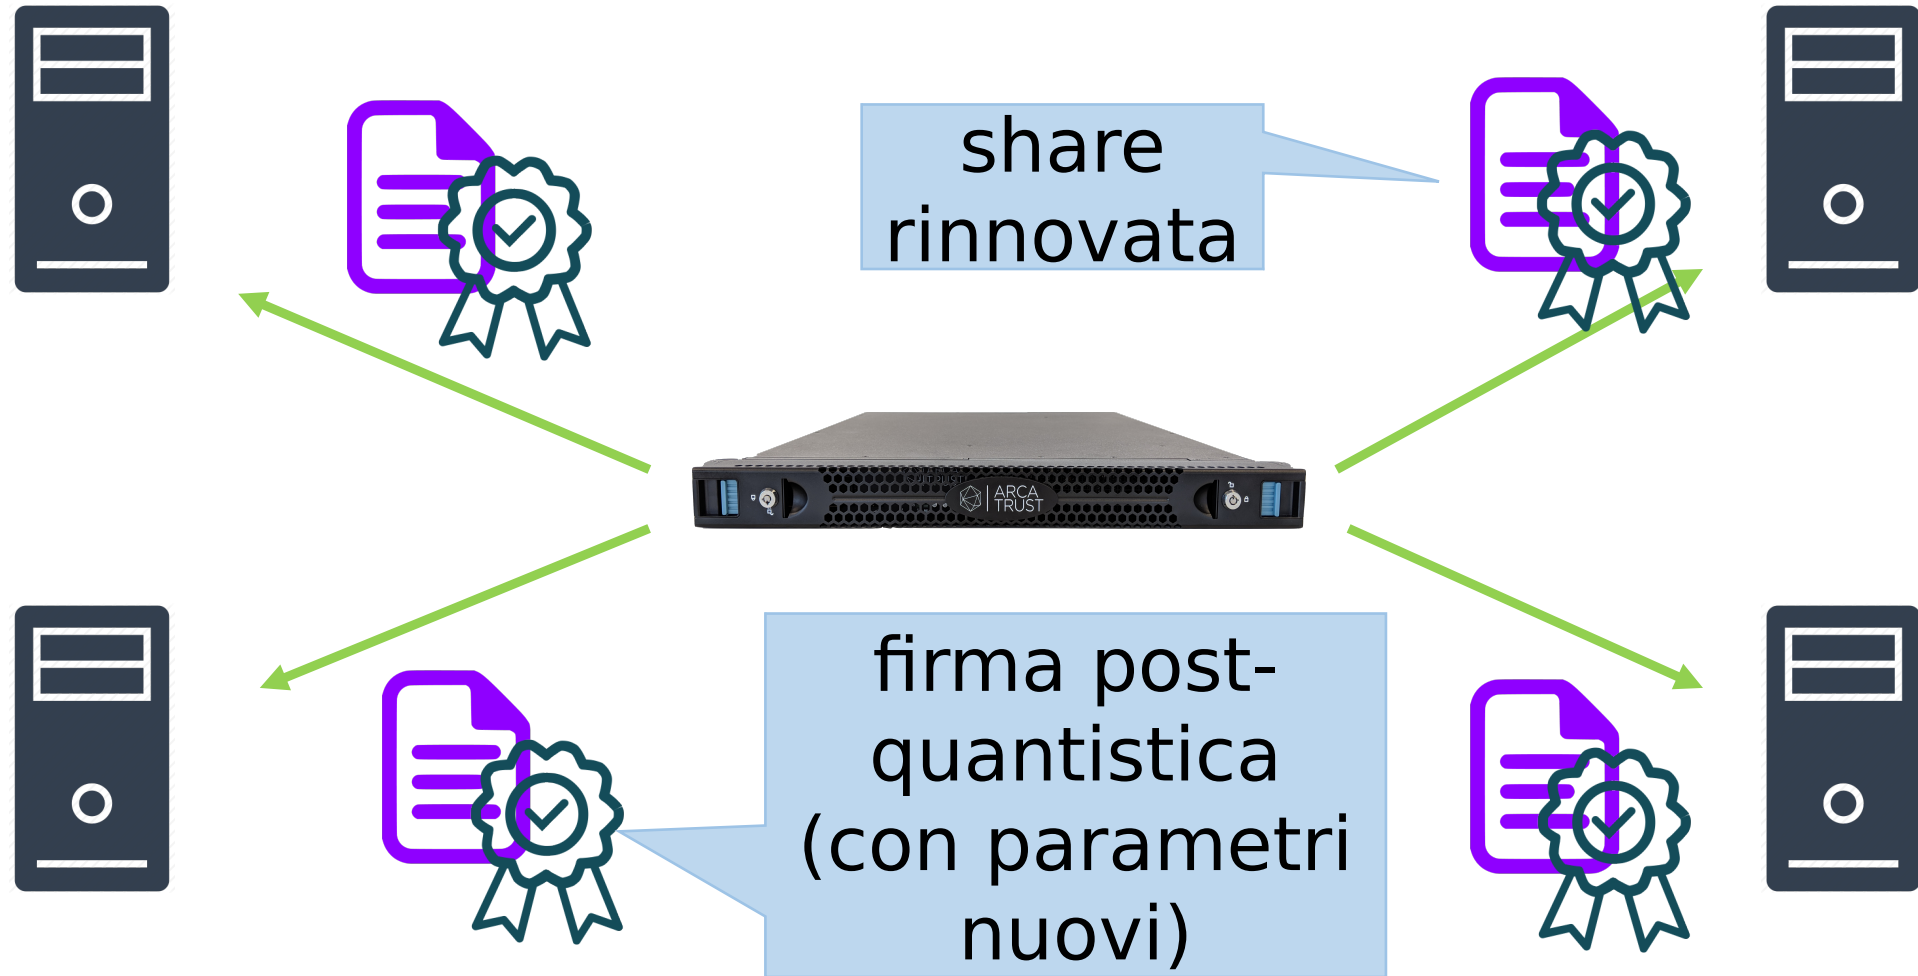 share
rinnovata
ARCA
TRUST
firma post-
quantistica
(con parametri
nuovi)